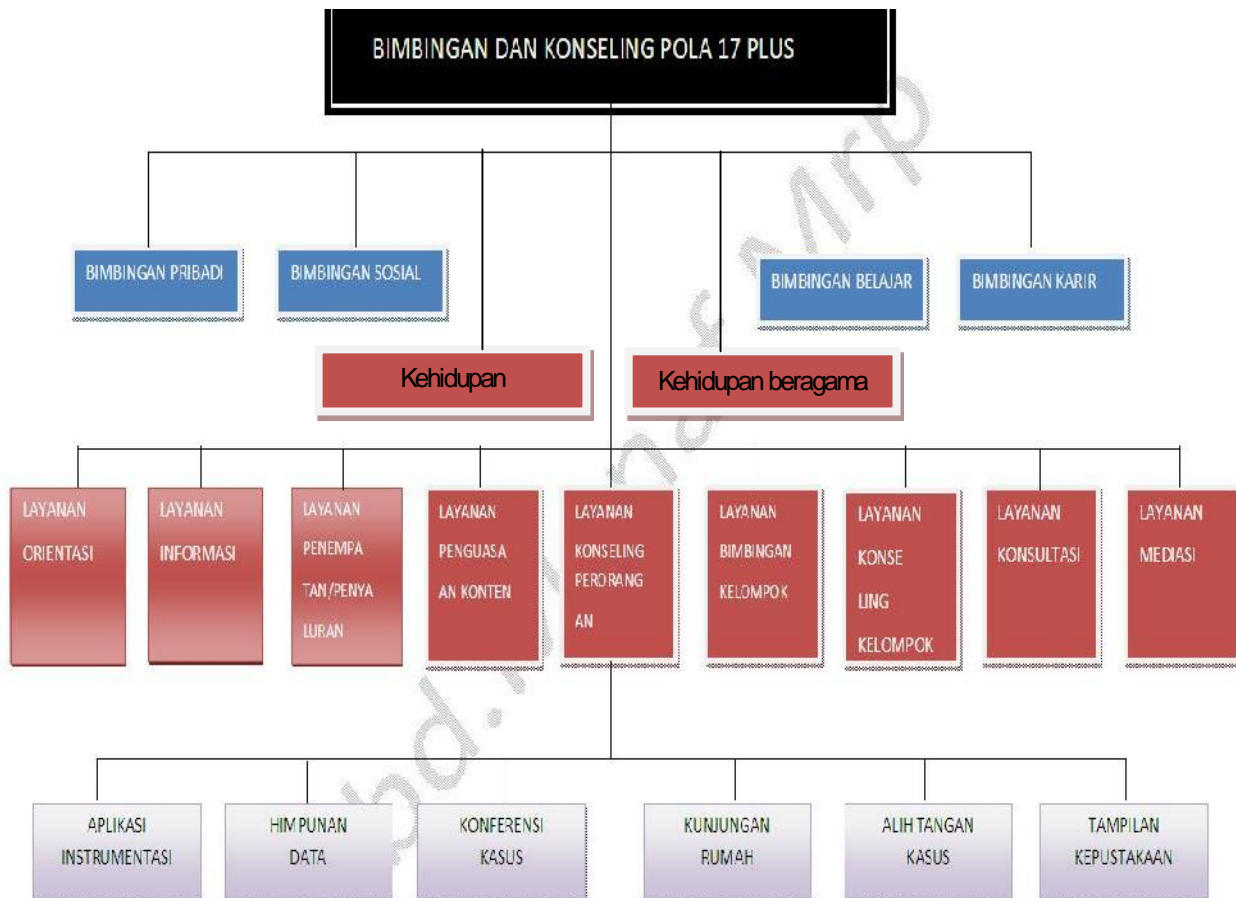 BIMBINGAN DAN KONSELING POLA 17 PLUS
BIMBINGAN PRIBADI
BIMBINGAN SOSIAL
BIMBINGAN BELAJAR
BIMBINGAN KARIR
Kehidupan
Kehidupan beragama
LAYANAN
ORIENTASI
LAYANAN
INFORMASI
LAYANAN
PENEMPA
TAN/PENYA
LURAN
LAYANAN
PENGUASA
AN KONTEN
LAYANAN
KONSELING
PERORANG
AN
LAYANAN
BIMBINGAN
KELOMPOK
LAYANAN
KONSE
LING
KELOMPOK
LAYANAN
KONSULTASI
LAYANAN
MEDIASI
APLIKASI
INSTRUMENTASI
HIMPUNAN
DATA
KONFERENSI
KASUS
KUNJUNGAN
RUMAH
ALIH TANGAN
KASUS
TAMPILAN
KEPUSTAKAAN